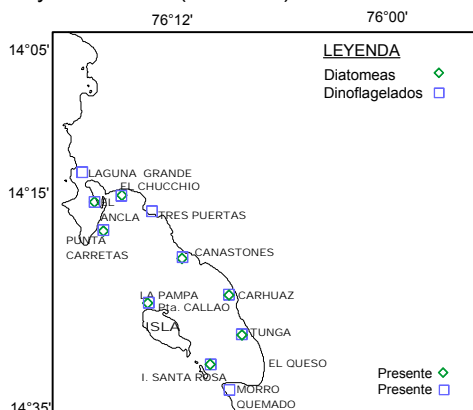 76°12'
76°00'
14°05'
LEYENDA
Diatomeas
Dinoflagelados
LAGUNA GRANDE
EL CHUCCHIO
14°15'
EL
ANCLA
TRES PUERTAS
PUNTA
CARRETAS
CANASTONES
LA PAMPA
CARHUAZ
Pta. CALLAO
ISLA
TUNGA
EL QUESO
I. SANTA ROSA
Presente
MORRO
Presente
14°35'
QUEMADO